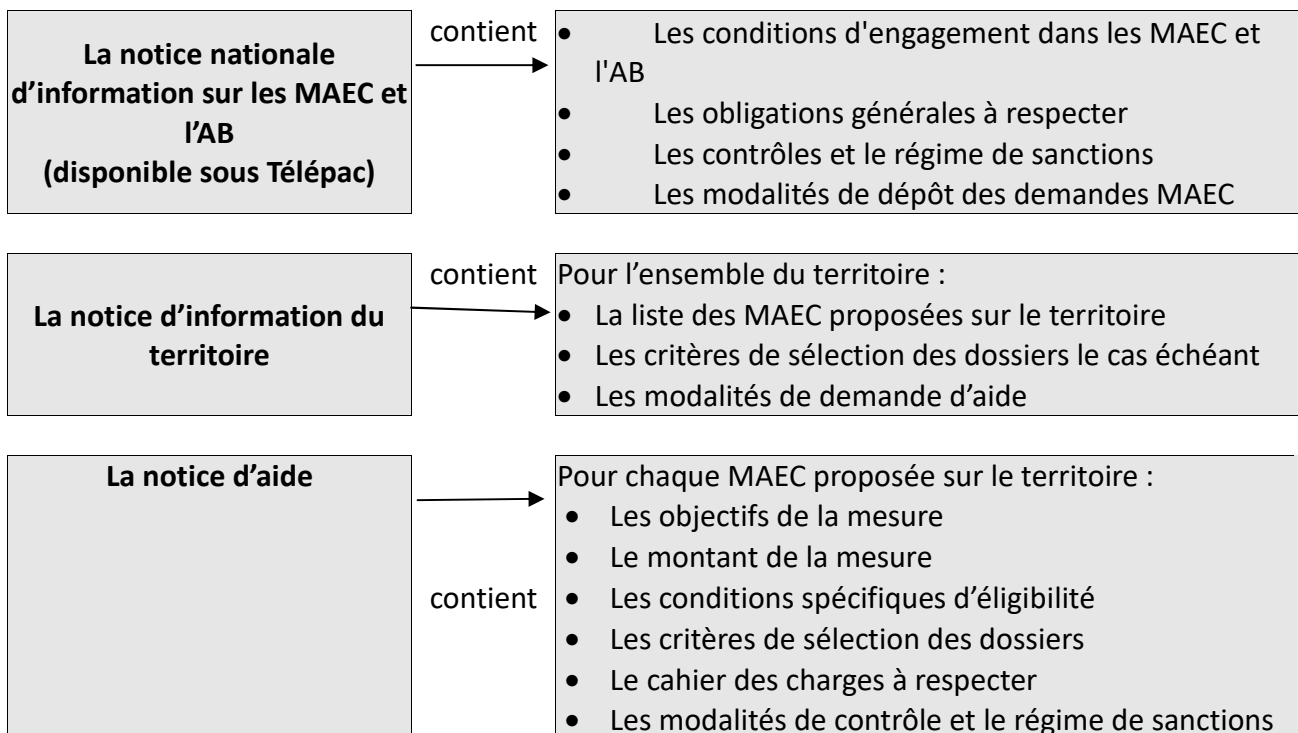 La notice nationale
d’information sur les MAEC et
l’AB
(disponible sous Télépac)
contient
• Les conditions d'engagement dans les MAEC et
l'AB
• Les obligations générales à respecter
• Les contrôles et le régime de sanctions
• Les modalités de dépôt des demandes MAEC
La notice d’information du
territoire
contient
Pour l’ensemble du territoire :
• La liste des MAEC proposées sur le territoire
• Les critères de sélection des dossiers le cas échéant
• Les modalités de demande d’aide
La notice d’aide
contient
Pour chaque MAEC proposée sur le territoire :
• Les objectifs de la mesure
• Le montant de la mesure
• Les conditions spécifiques d’éligibilité
• Les critères de sélection des dossiers
• Le cahier des charges à respecter
• Les modalités de contrôle et le régime de sanctions